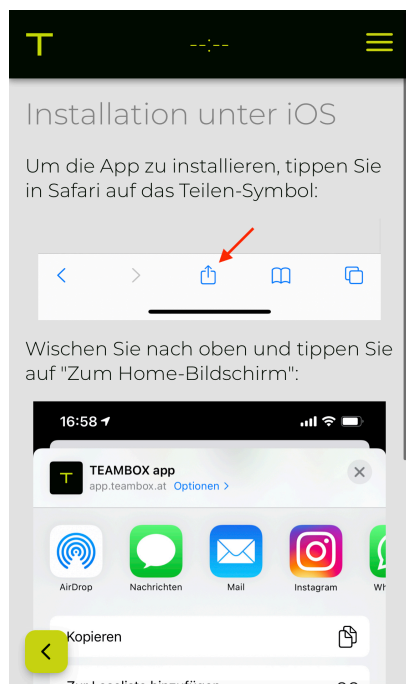 T
--:--
Installation unter iOS
Um die App zu installieren, tippen Sie
in Safari auf das Teilen-Symbol:
Wischen Sie nach oben und tippen Sie
auf "Zum Home-Bildschirm":
16:58
T
TEAMBOX app
app.teambox.at Optionen >
AirDrop
Nachrichten
Mail
Instagram
Wh
Kopieren